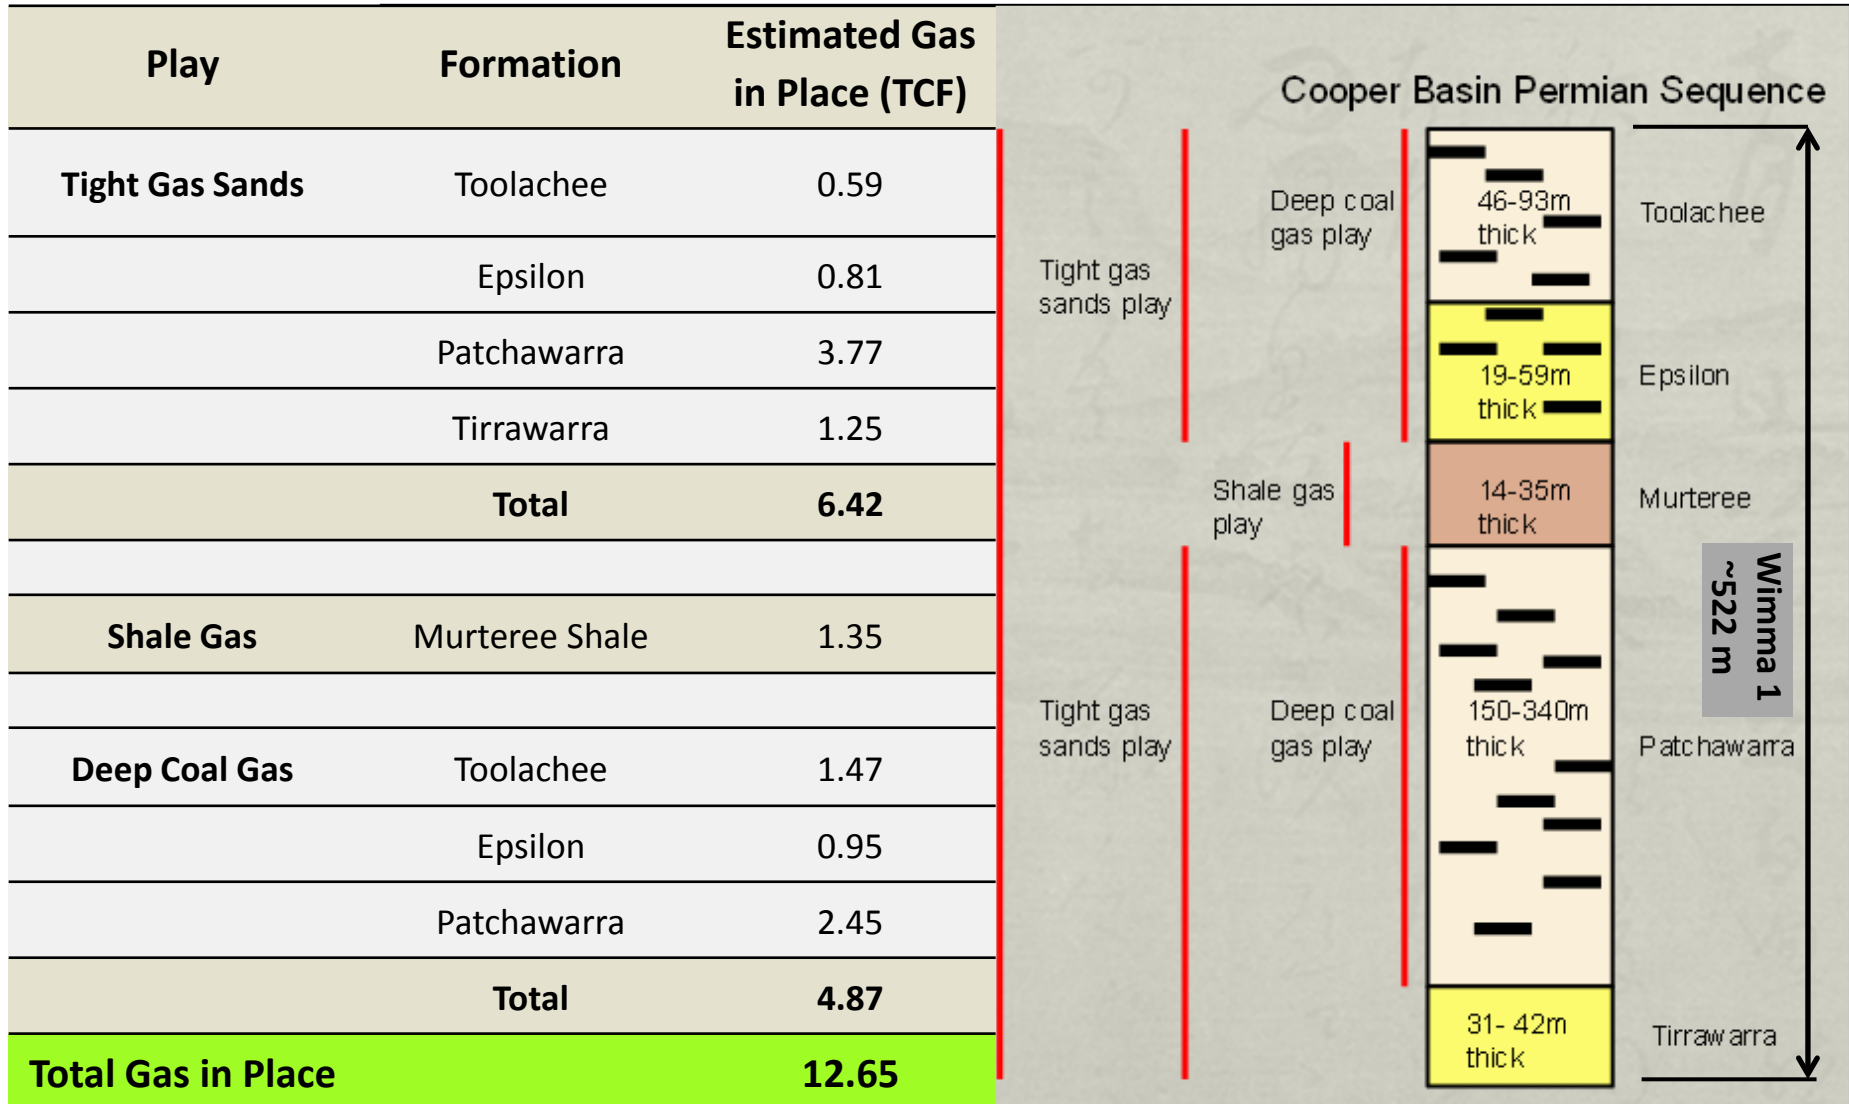 Play Formation Estimated Gas
in Place (TCF)
Tight Gas Sands Toolachee 0.59
Epsilon 0.81
Patchawarra 3.77
Tirrawarra 1.25
Total 6.42
Shale Gas Murteree Shale 1.35
Deep Coal Gas Toolachee 1.47
Epsilon 0.95
Patchawarra 2.45
Total 4.87
Total Gas in Place 12.65
Cooper Basin Permian Sequence
Tight gas
sands play
Deep coal
gas play
46-93m
thick
Toolachee
19-59m
thick
Epsilon
Shale gas
play
14-35m
thick
Murteree
Tight gas
sands play
Deep coal
gas play
150-340m
thick
Patchawarra
31- 42m
thick
Tirrawarra
Wimma 1
~522 m